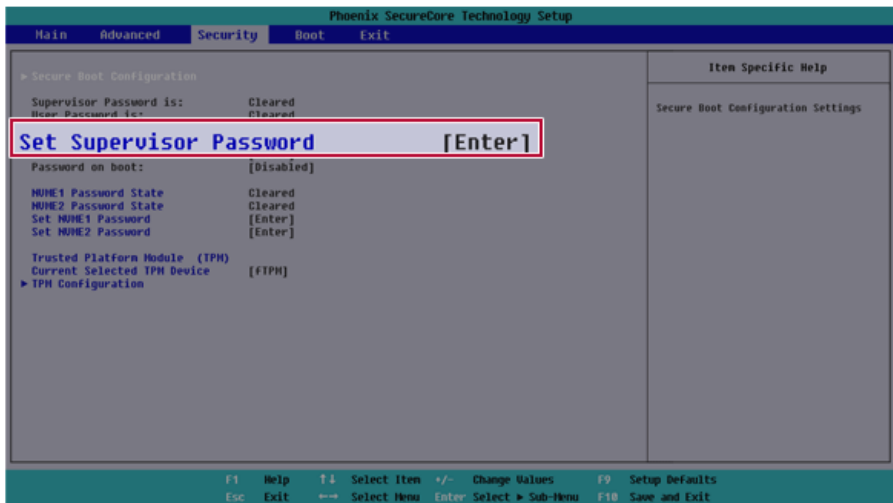 Phoenix SecureCore Technology Setup
Main Advanced Security Boot Exit
Item Specific Help
▶ Secure Boot Configuration
Supervisor Password is: Cleared
Secure Boot Configuration Settings
User Password is: Cleared
Set Supervisor Password [Enter]
Password on boot: [Disabled]
NVME1 Password State Cleared
NVME2 Password State Cleared
Set NVME1 Password [Enter]
Set NVME2 Password [Enter]
Trusted Platform Module (TPM)
Current Selected TPM Device [fTPM]
▶ TPM Configuration
F1 Help ↑↓ Select Item +/- Change Values F9 Setup Defaults
Esc Exit ←→ Select Menu Enter Select ▶ Sub-Menu F10 Save and Exit